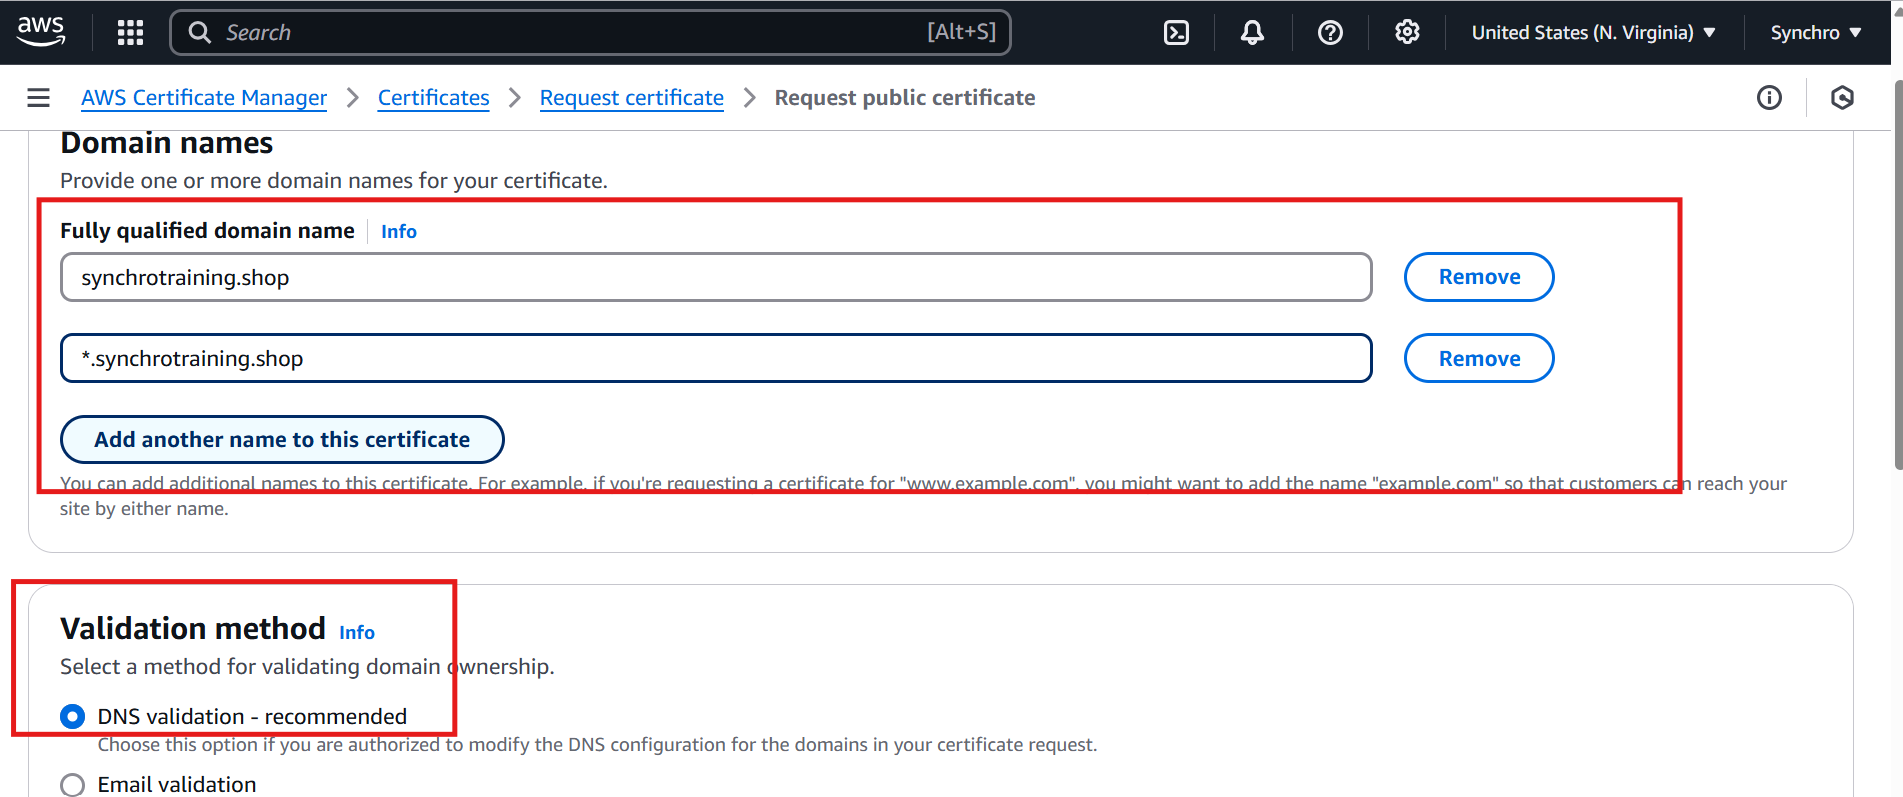 aws
Search
[Alt+S]
United States (N. Virginia)
Synchro
AWS Certificate Manager
Certificates
Request certificate
Request public certificate
Domain names
Provide one or more domain names for your certificate.
Fully qualified domain name
Info
synchrotraining.shop
Remove
*.synchrotraining.shop
Remove
Add another name to this certificate
You can add additional names to this certificate. For example, if you're requesting a certificate for "www.example.com", you might want to add the name "example.com" so that customers can reach your
site by either name.
Validation method
Info
Select a method for validating domain ownership.
DNS validation - recommended
Choose this option if you are authorized to modify the DNS configuration for the domains in your certificate request.
Email validation